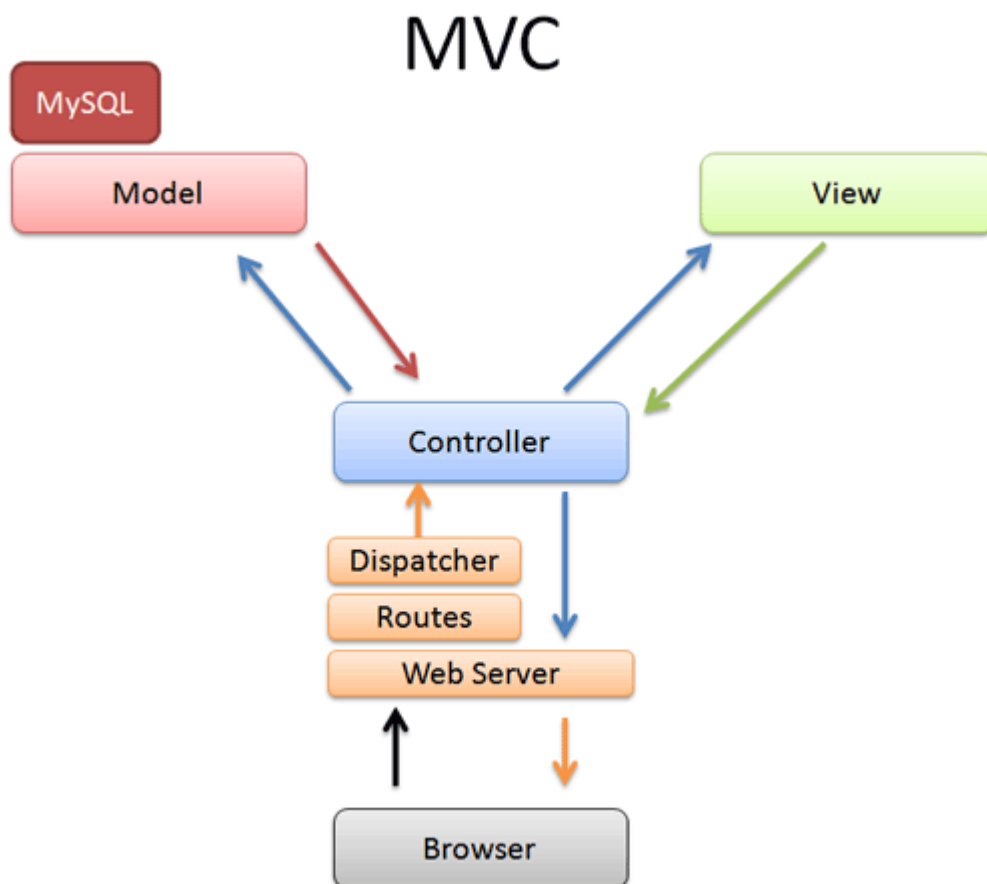 MVC
MySQL
Model
View
Controller
Dispatcher
Routes
Web Server
Browser